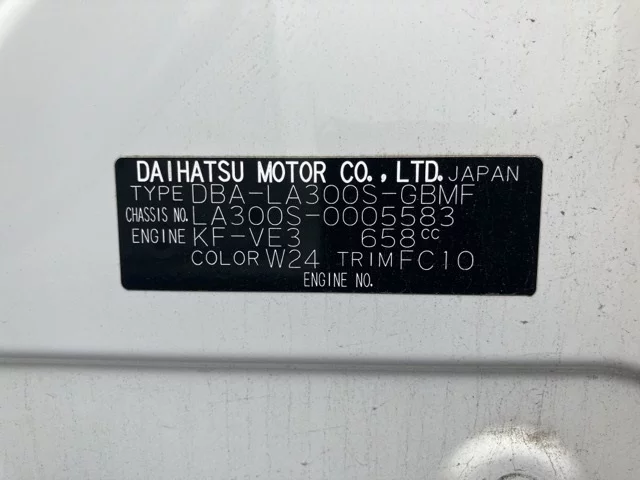 DAIHATSU MOTOR CO.,LTD. JAPAN
TYPE DBA-LA300S-GBMF
CHASSIS NO. LA300S-0005583
ENGINE KF-VE3 658cc
COLOR W24 TRIM FC10
ENGINE NO.